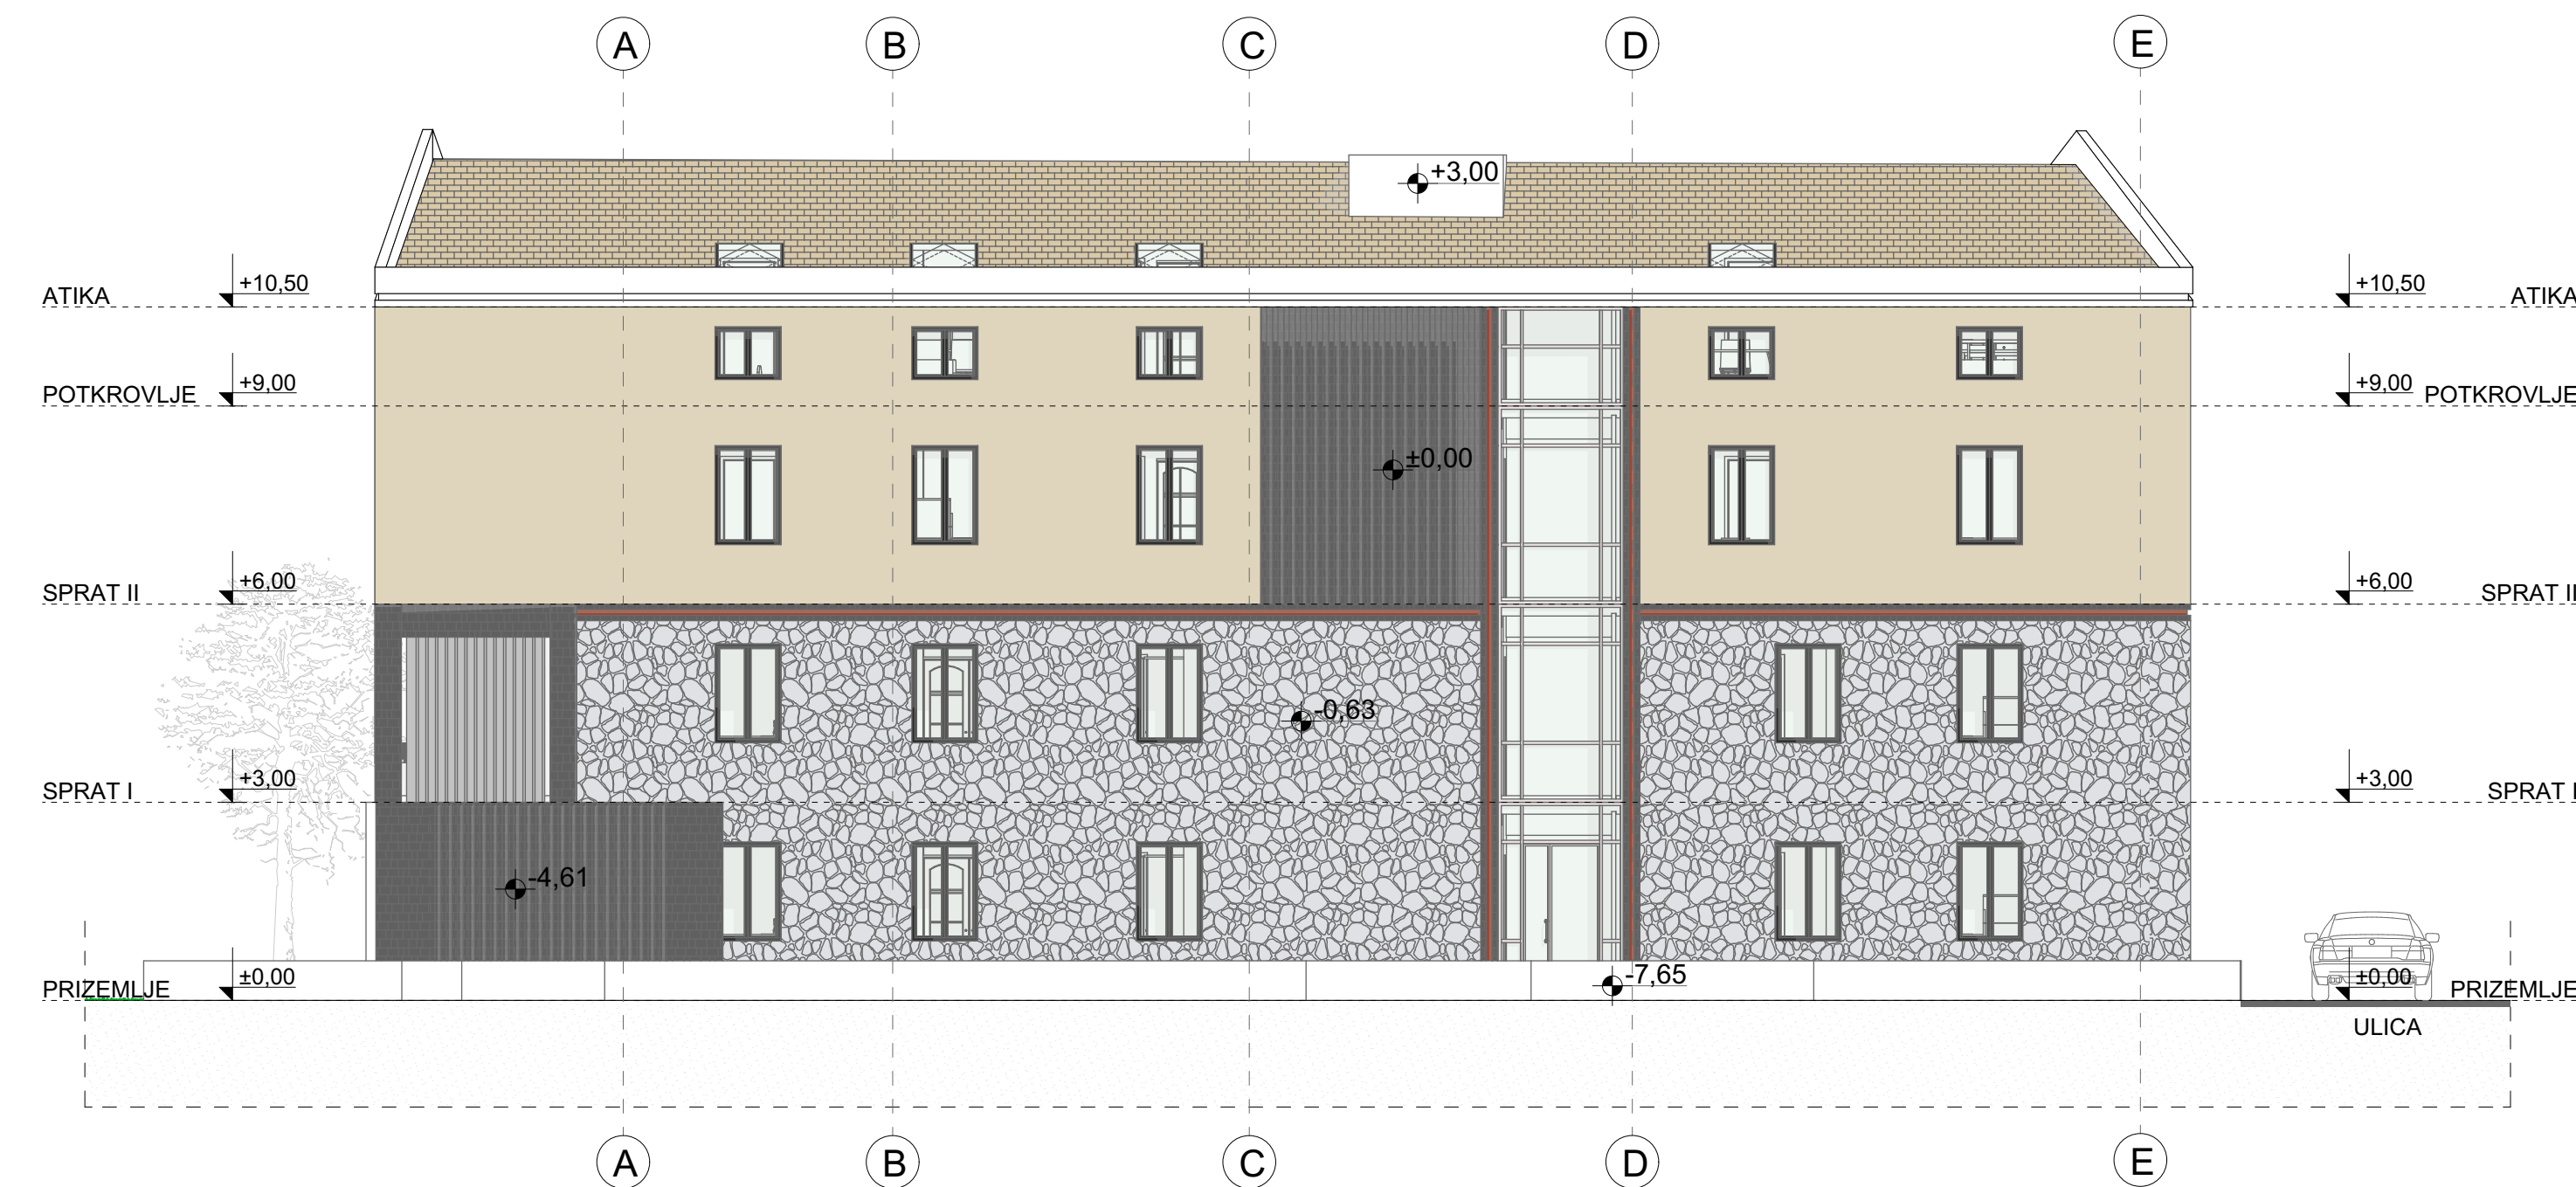 A B C D E
+3,00
ATIKA +10,50 +10,50 ATIKA
POTKROVLJE +9,00 +9,00 POTKROVLJE
±0,00
SPRAT II +6,00 +6,00 SPRAT II
-0,63
SPRAT I +3,00 +3,00 SPRAT I
-4,61
PRIZEMLJE ±0,00 -7,65 ±0,00 PRIZEMLJE
ULICA
A B C D E